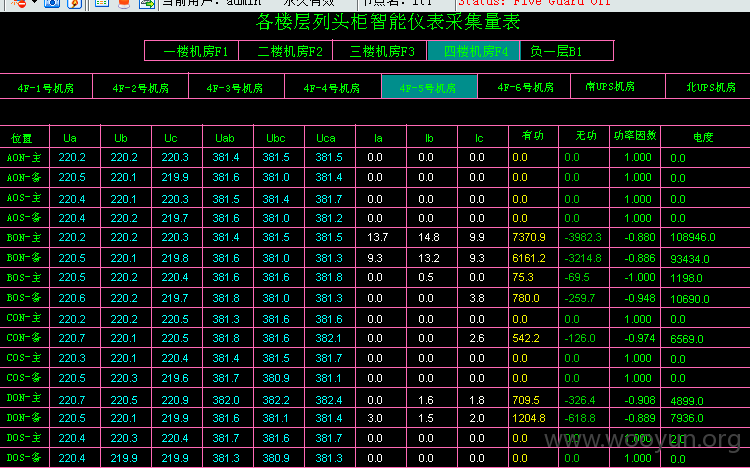 当前用户: admin 永久有效 节点名: ltf Status: Five Guard Off
各楼层列头柜智能仪表采集量表
一楼机房F1 二楼机房F2 三楼机房F3 四楼机房F4 负一层B1
4F-1号机房 4F-2号机房 4F-3号机房 4F-4号机房 4F-5号机房 4F-6号机房 南UPS机房 北UPS机房
位置 Ua Ub Uc Uab Ubc Uca Ia Ib Ic 有功 无功 功率因数 电度
AON-主 220.2 220.2 220.3 381.4 381.5 381.5 0.0 0.0 0.0 0.0 0.0 1.000 0.0
AON-备 220.5 220.1 219.9 381.6 381.0 381.4 0.0 0.0 0.0 0.0 0.0 1.000 0.0
AOS-主 220.4 220.1 220.3 381.5 381.4 381.7 0.0 0.0 0.0 0.0 0.0 1.000 0.0
AOS-备 220.4 220.2 219.7 381.6 381.0 381.2 0.0 0.0 0.0 0.0 0.0 1.000 0.0
BON-主 220.2 220.2 220.3 381.4 381.5 381.5 13.7 14.8 9.9 7370.9 -3982.3 -0.880 108946.0
BON-备 220.5 220.1 219.8 381.6 381.0 381.3 9.3 13.2 9.3 6161.2 -3214.8 -0.886 93434.0
BOS-主 220.5 220.1 220.4 381.6 381.6 381.8 0.0 0.5 0.0 75.3 -69.5 -1.000 1198.0
BOS-备 220.6 220.2 219.7 381.8 381.0 381.3 0.0 0.0 3.8 780.0 -259.7 -0.948 10690.0
CON-主 220.2 220.2 220.5 381.3 381.6 381.6 0.0 0.0 0.0 0.0 0.0 1.000 0.0
CON-备 220.7 220.1 220.5 381.8 381.6 382.1 0.0 0.0 2.6 542.2 -126.0 -0.974 6569.0
COS-主 220.3 220.1 220.4 381.4 381.5 381.7 0.0 0.0 0.0 0.0 0.0 1.000 0.0
COS-备 220.5 220.3 219.6 381.7 380.9 381.1 0.0 0.0 0.0 0.0 0.0 1.000 0.0
DON-主 220.7 220.5 220.9 382.0 382.2 382.4 0.0 1.6 1.8 709.5 -326.4 -0.908 4899.0
DON-备 220.5 220.1 219.9 381.6 381.1 381.4 3.0 1.5 2.0 1204.8 -618.8 -0.889 7936.0
DOS-主 220.4 220.3 220.4 381.7 381.6 381.7 0.0 0.0 0.0 0.0 0.0 1.000 2.0
DOS-备 220.4 219.9 219.9 381.3 380.9 381.3 0.0 0.0 0.0 0.0 0.0 1.000 0.0
www.wooyun.org